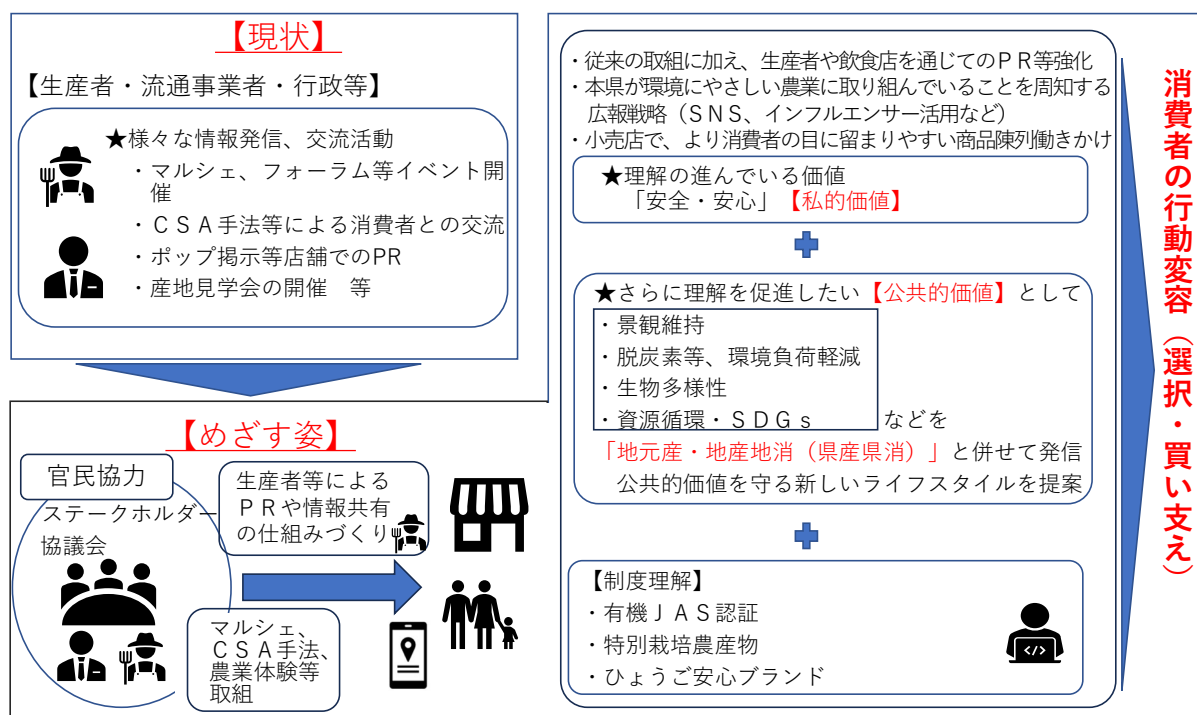 【現状】
【生産者・流通事業者・行政等】
★様々な情報発信、交流活動
・マルシェ、フォーラム等イベント開
催
・ＣＳＡ手法等による消費者との交流
・ポップ掲示等店舗でのPR
・産地見学会の開催　等
【めざす姿】
官民協力
ステークホルダー
協議会
生産者等による
ＰＲや情報共有
の仕組みづくり
マルシェ、
ＣＳＡ手法、
農業体験等
取組
・従来の取組に加え、生産者や飲食店を通じてのＰＲ等強化
・本県が環境にやさしい農業に取り組んでいることを周知する
広報戦略（ＳＮＳ、インフルエンサー活用など）
・小売店で、より消費者の目に留まりやすい商品陳列働きかけ
★理解の進んでいる価値
「安全・安心」【私的価値】
★さらに理解を促進したい【公共的価値】として
・景観維持
・脱炭素等、環境負荷軽減
・生物多様性
・資源循環・ＳＤＧｓ　などを
「地元産・地産地消（県産県消）」と併せて発信
公共的価値を守る新しいライフスタイルを提案
【制度理解】
・有機ＪＡＳ認証
・特別栽培農産物
・ひょうご安心ブランド
</>
消費者の行動変容（選択・買い支え）